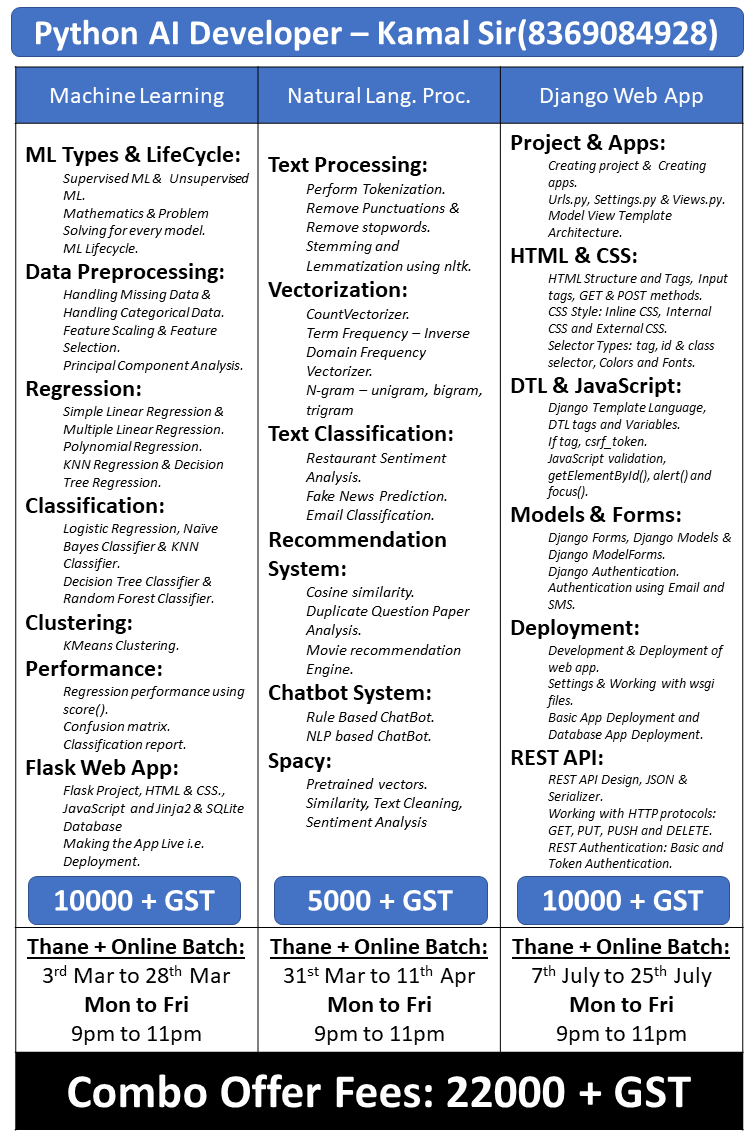 Python AI Developer – Kamal Sir(8369084928)
Machine Learning
ML Types & LifeCycle:
Supervised ML & Unsupervised
ML.
Mathematics & Problem
Solving for every model.
ML Lifecycle.
Data Preprocessing:
Handling Missing Data &
Handling Categorical Data.
Feature Scaling & Feature
Selection.
Principal Component Analysis.
Regression:
Simple Linear Regression &
Multiple Linear Regression.
Polynomial Regression.
KNN Regression & Decision
Tree Regression.
Classification:
Logistic Regression, Naïve
Bayes Classifier & KNN
Classifier.
Decision Tree Classifier &
Random Forest Classifier.
Clustering:
KMeans Clustering.
Performance:
Regression performance using
score().
Confusion matrix.
Classification report.
Flask Web App:
Flask Project, HTML & CSS.,
JavaScript and Jinja2 & SQLite
Database
Making the App Live i.e.
Deployment.
10000 + GST
Thane + Online Batch:
3rd Mar to 28th Mar
Mon to Fri
9pm to 11pm
Natural Lang. Proc.
Text Processing:
Perform Tokenization.
Remove Punctuations &
Remove stopwords.
Stemming and
Lemmatization using nltk.
Vectorization:
CountVectorizer.
Term Frequency – Inverse
Domain Frequency
Vectorizer.
N-gram – unigram, bigram,
trigram
Text Classification:
Restaurant Sentiment
Analysis.
Fake News Prediction.
Email Classification.
Recommendation
System:
Cosine similarity.
Duplicate Question Paper
Analysis.
Movie recommendation
Engine.
Chatbot System:
Rule Based ChatBot.
NLP based ChatBot.
Spacy:
Pretrained vectors.
Similarity, Text Cleaning,
Sentiment Analysis
5000 + GST
Thane + Online Batch:
31st Mar to 11th Apr
Mon to Fri
9pm to 11pm
Django Web App
Project & Apps:
Creating project & Creating
apps.
Urls.py, Settings.py & Views.py.
Model View Template
Architecture.
HTML & CSS:
HTML Structure and Tags, Input
tags, GET & POST methods.
CSS Style: Inline CSS, Internal
CSS and External CSS.
Selector Types: tag, id & class
selector, Colors and Fonts.
DTL & JavaScript:
Django Template Language,
DTL tags and Variables.
If tag, csrf_token.
JavaScript validation,
getElementById(), alert() and
focus().
Models & Forms:
Django Forms, Django Models &
Django ModelForms.
Django Authentication.
Authentication using Email and
SMS.
Deployment:
Development & Deployment of
web app.
Settings & Working with wsgi
files.
Basic App Deployment and
Database App Deployment.
REST API:
REST API Design, JSON &
Serializer.
Working with HTTP protocols:
GET, PUT, PUSH and DELETE.
REST Authentication: Basic and
Token Authentication.
10000 + GST
Thane + Online Batch:
7th July to 25th July
Mon to Fri
9pm to 11pm
Combo Offer Fees: 22000 + GST